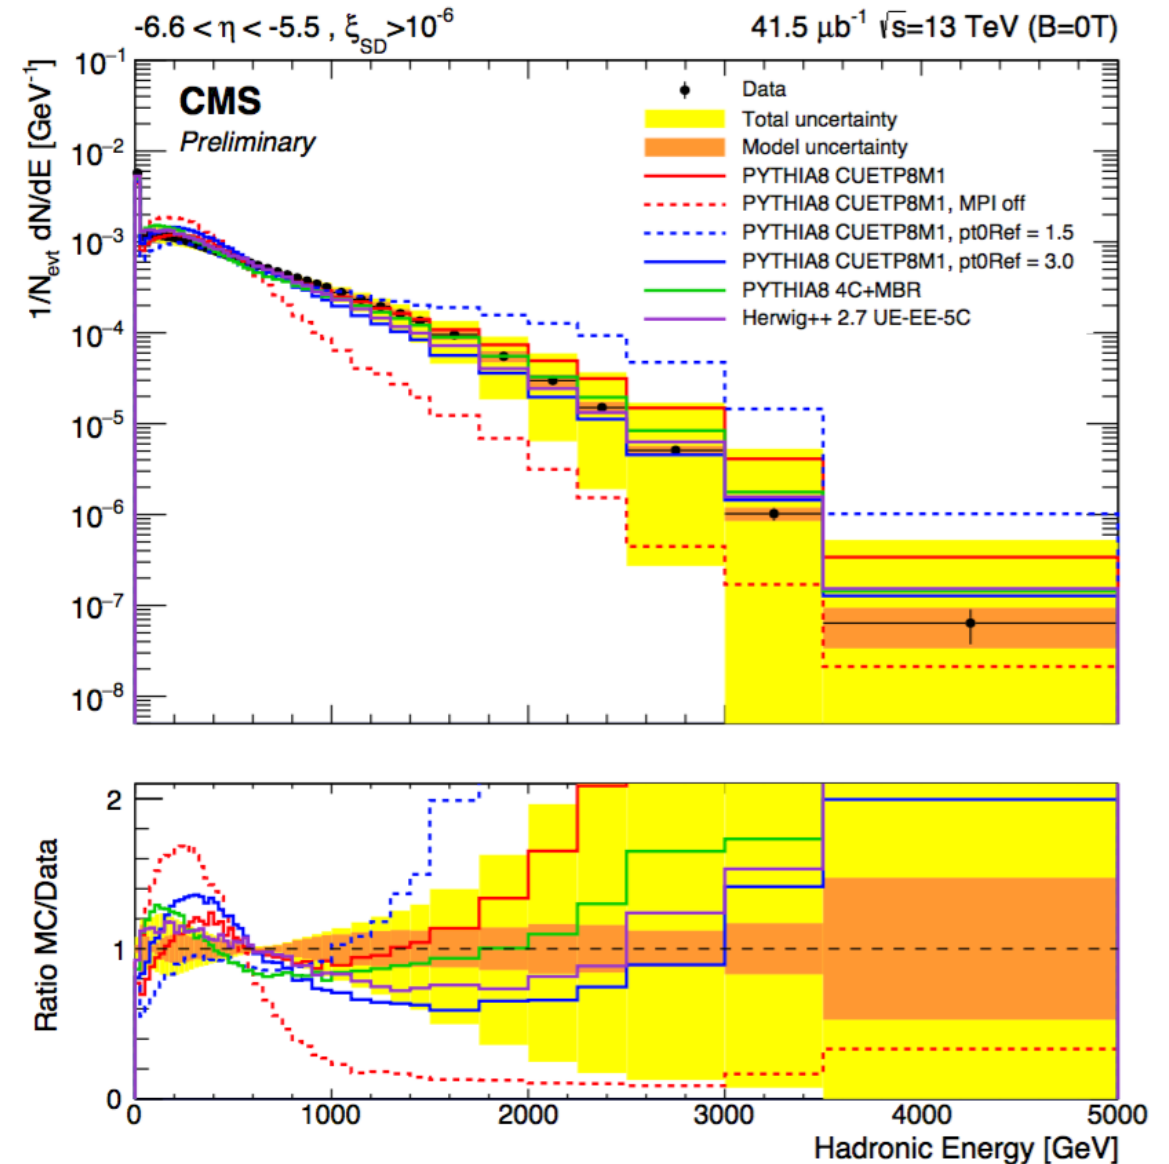 -6.6 < η < -5.5 , ξ_SD>10⁻⁶ 41.5 μb⁻¹ √s=13 TeV (B=0T)
1/N_evt dN/dE [GeV⁻¹]
10⁻¹
10⁻²
10⁻³
10⁻⁴
10⁻⁵
10⁻⁶
10⁻⁷
10⁻⁸
CMS
Preliminary
Data
Total uncertainty
Model uncertainty
PYTHIA8 CUETP8M1
PYTHIA8 CUETP8M1, MPI off
PYTHIA8 CUETP8M1, pt0Ref = 1.5
PYTHIA8 CUETP8M1, pt0Ref = 3.0
PYTHIA8 4C+MBR
Herwig++ 2.7 UE-EE-5C
Ratio MC/Data
2
1
0
0 1000 2000 3000 4000 5000
Hadronic Energy [GeV]